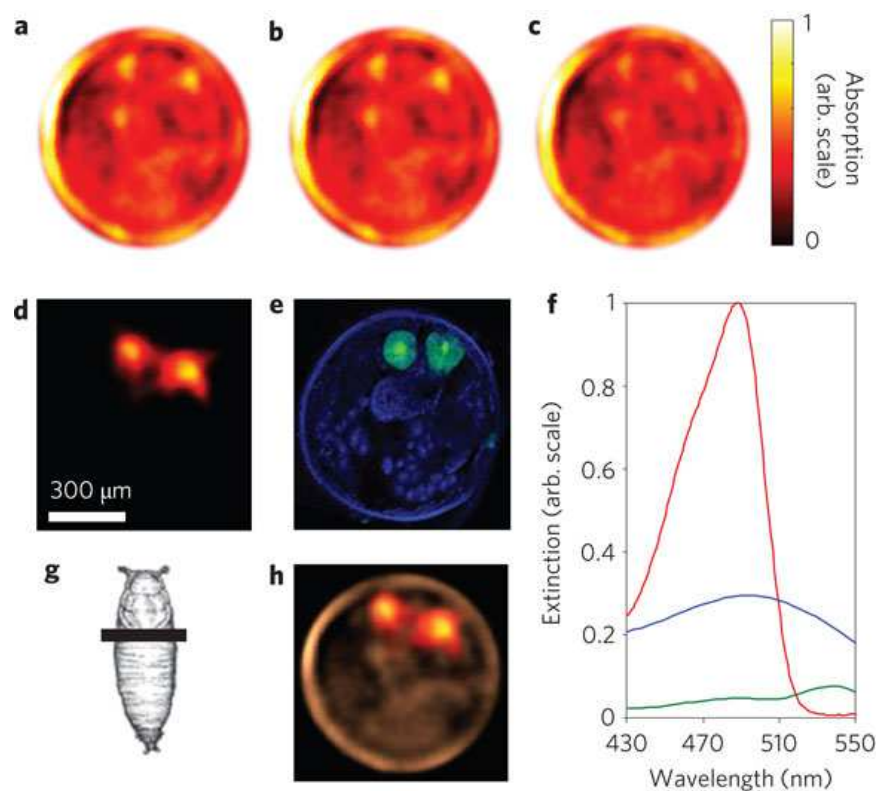 a
b
c
1
Absorption
(arb. scale)
0
d
300 μm
e
f
1
0.8
0.6
0.4
0.2
0
Extinction (arb. scale)
430
470
510
550
Wavelength (nm)
g
h